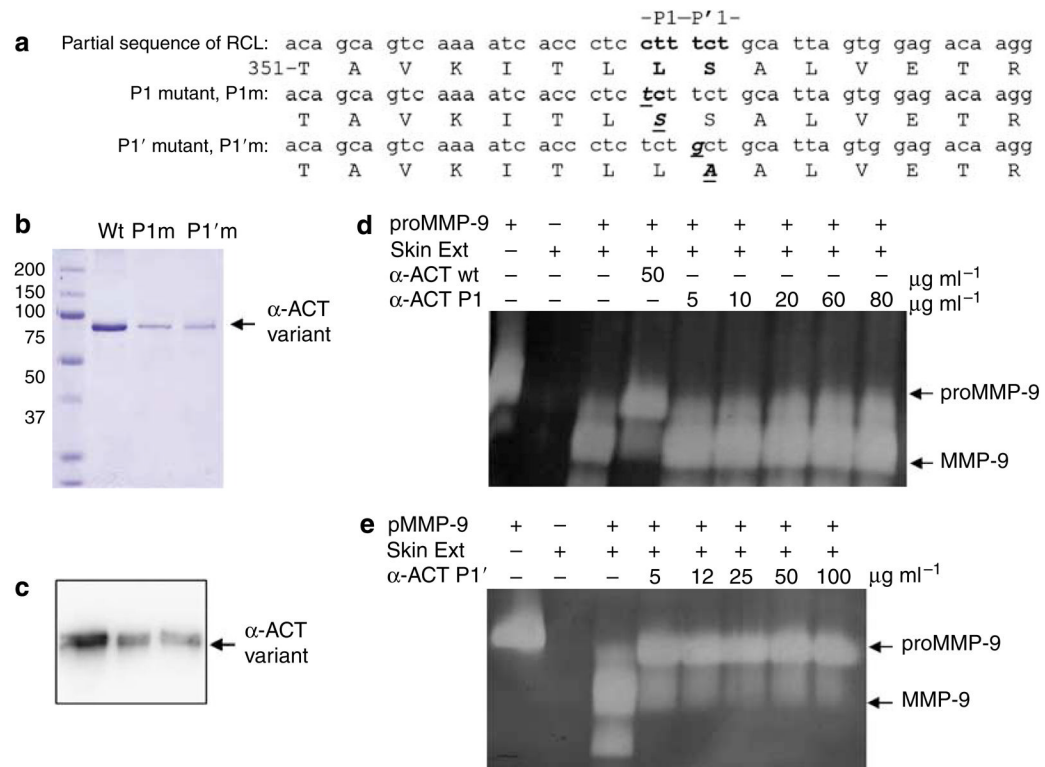 –P1–P′1–
a
Partial sequence of RCL: aca gca gtc aaa atc acc ctc ctt tct gca tta gtg gag aca agg
351–T A V K I T L L S A L V E T R
P1 mutant, P1m: aca gca gtc aaa atc acc ctc tct tct gca tta gtg gag aca agg
T A V K I T L S S A L V E T R
P1′ mutant, P1′m: aca gca gtc aaa atc acc ctc tct gct gca tta gtg gag aca agg
T A V K I T L L A A L V E T R
b
Wt P1m P1′m
200
150
100
75
50
37
α-ACT
variant
c
α-ACT
variant
d
proMMP-9 + – + + + + + + +
Skin Ext – + + + + + + + +
α-ACT wt – – – 50 – – – – – μg ml–1
α-ACT P1 – – – – 5 10 20 60 80 μg ml–1
proMMP-9
MMP-9
e
pMMP-9 + – + + + + + +
Skin Ext – + + + + + + +
α-ACT P1′ – – – 5 12 25 50 100 μg ml–1
proMMP-9
MMP-9